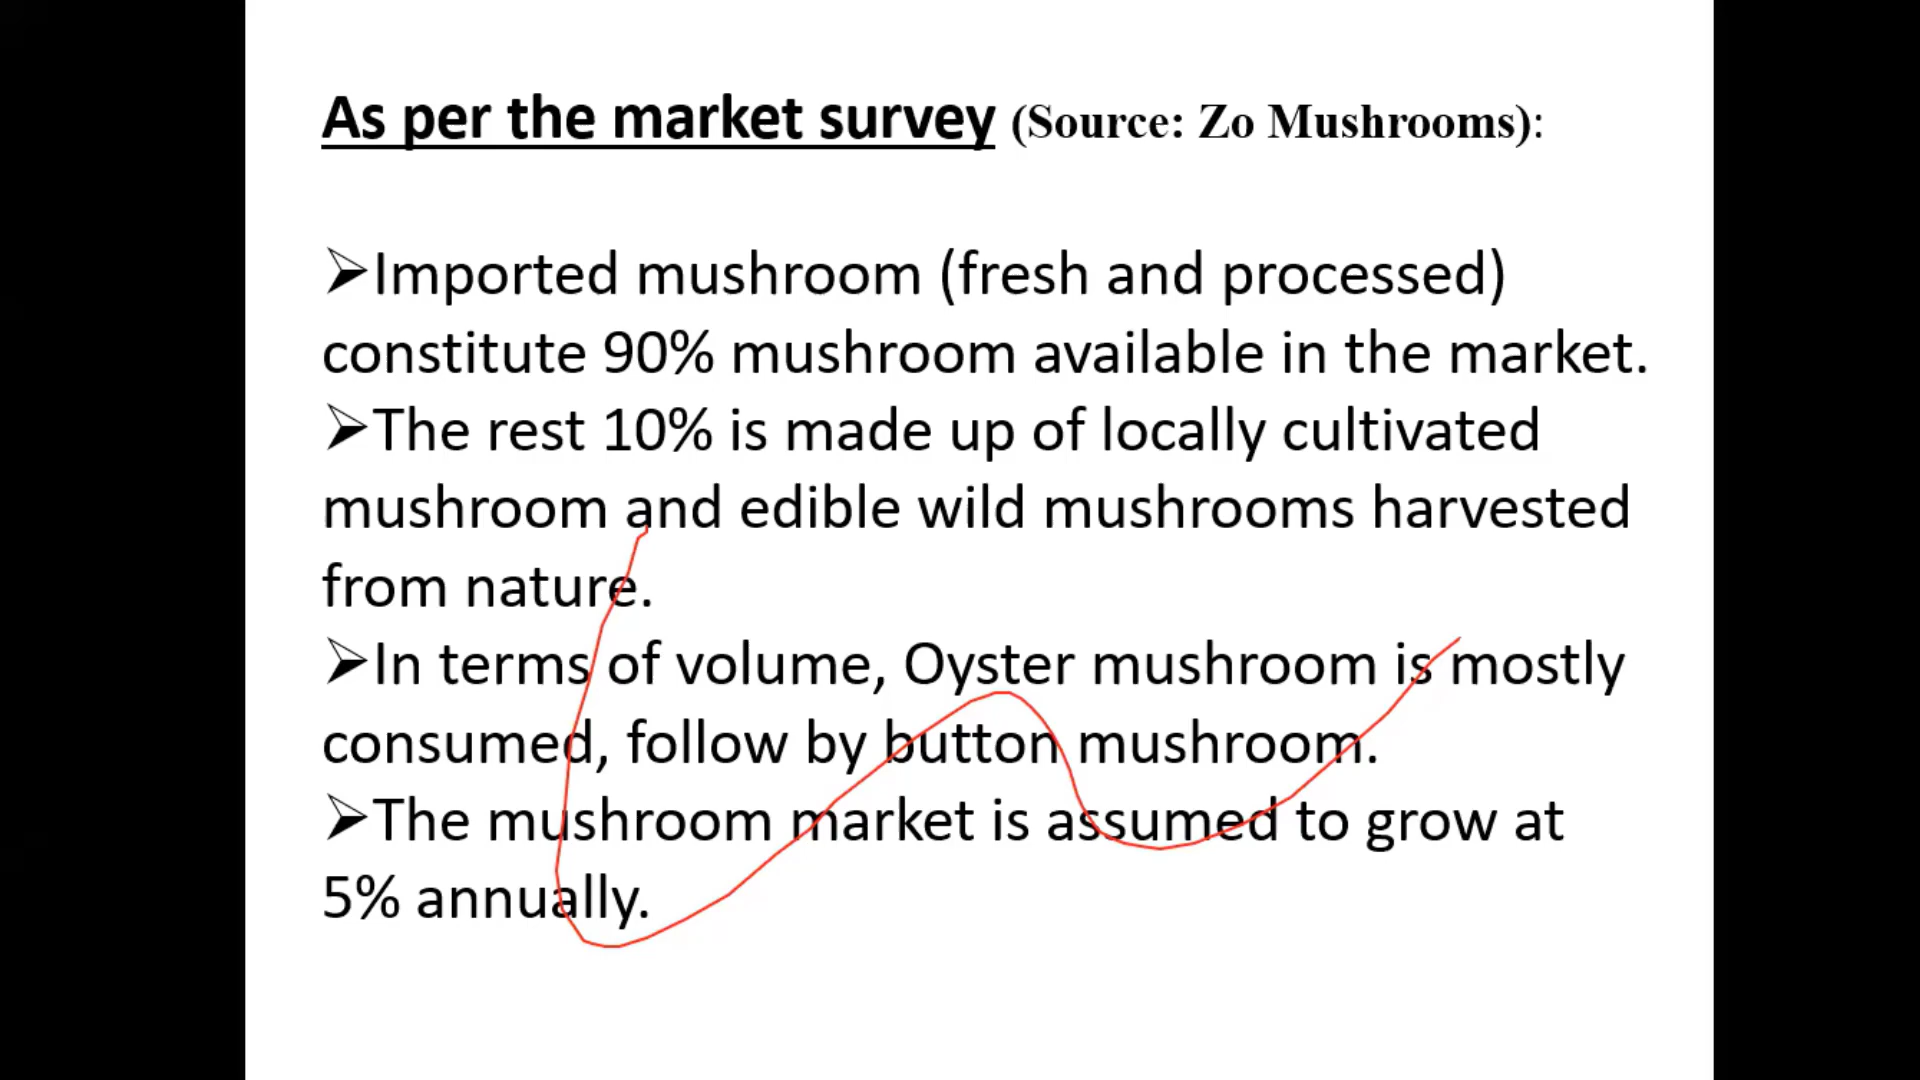 As per the market survey (Source: Zo Mushrooms):
➢Imported mushroom (fresh and processed)
constitute 90% mushroom available in the market.
➢The rest 10% is made up of locally cultivated
mushroom and edible wild mushrooms harvested
from nature.
➢In terms of volume, Oyster mushroom is mostly
consumed, follow by button mushroom.
➢The mushroom market is assumed to grow at
5% annually.